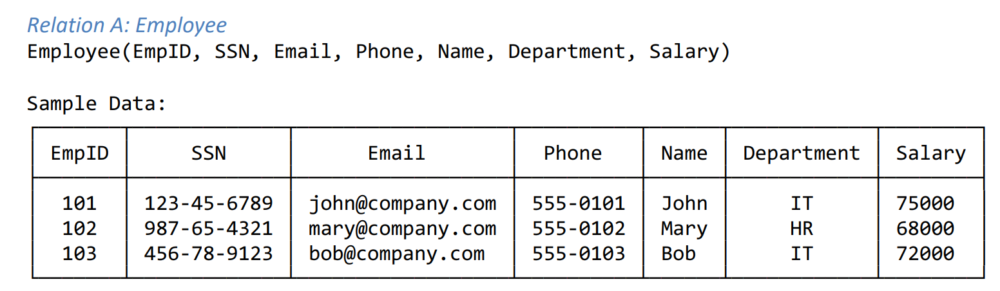 Relation A: Employee
Employee(EmpID, SSN, Email, Phone, Name, Department, Salary)
Sample Data:
EmpID SSN Email Phone Name Department Salary
101 123-45-6789 john@company.com 555-0101 John IT 75000
102 987-65-4321 mary@company.com 555-0102 Mary HR 68000
103 456-78-9123 bob@company.com 555-0103 Bob IT 72000